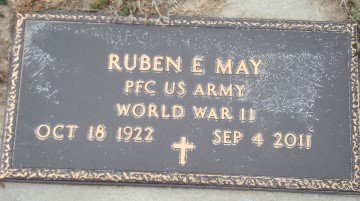 RUBEN E MAY
PFC US ARMY
WORLD WAR II
OCT 18 1922 SEP 4 2011